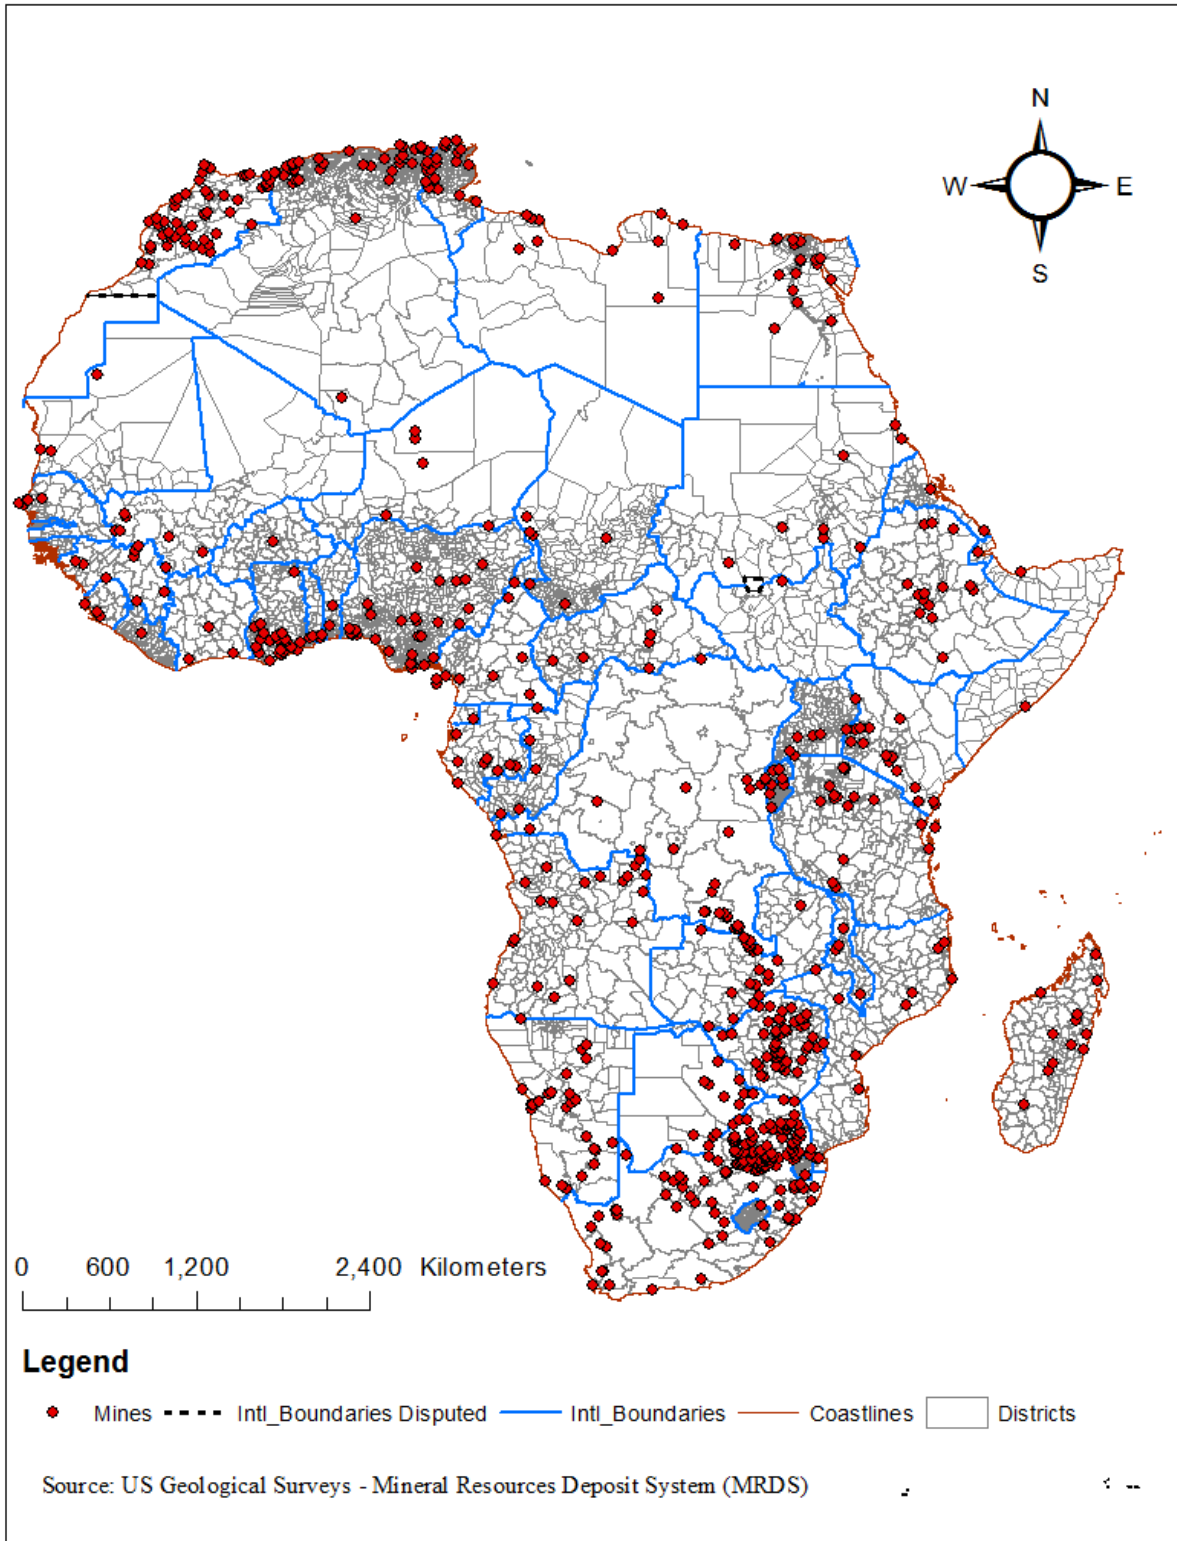 N
W E
S
0 600 1,200 2,400 Kilometers
Legend
Mines Intl_Boundaries Disputed Intl_Boundaries Coastlines Districts
Source: US Geological Surveys - Mineral Resources Deposit System (MRDS)